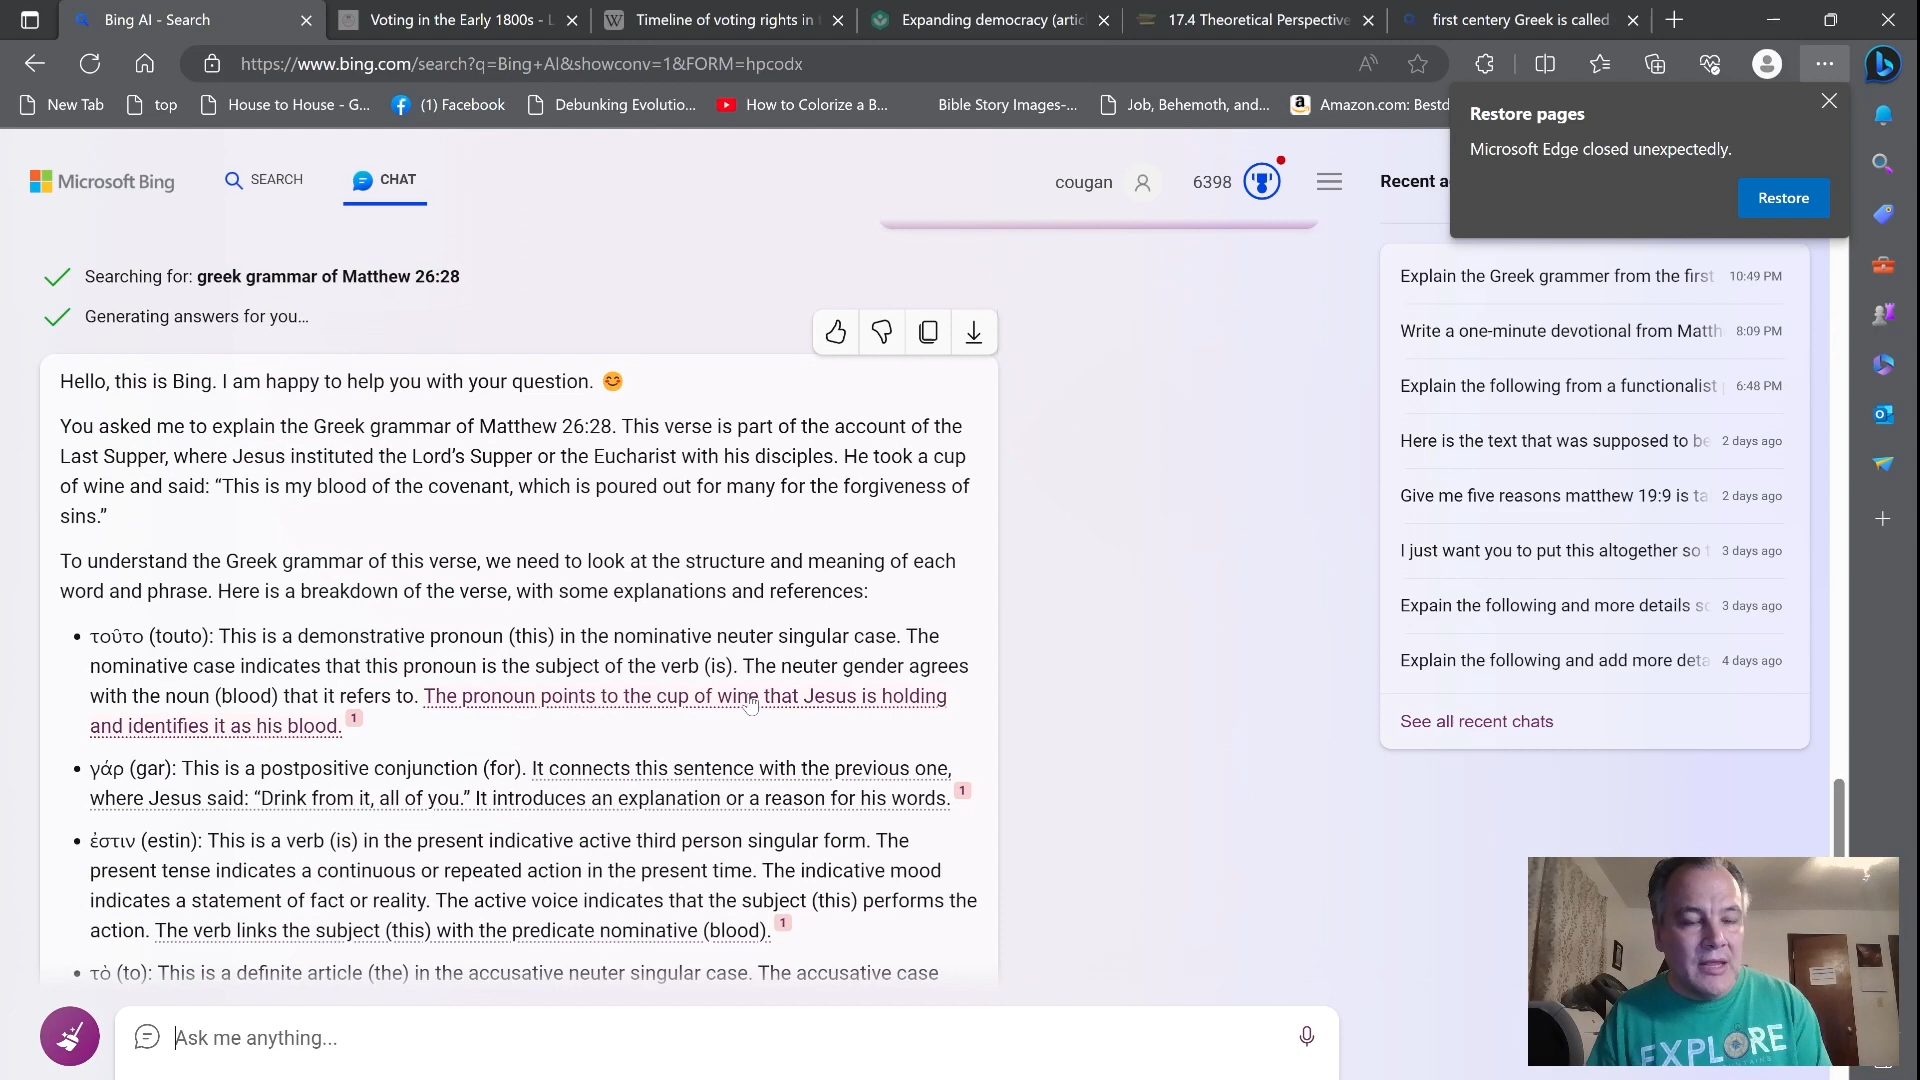 Bing AI - Search
Voting in the Early 1800s - L
Timeline of voting rights in t
Expanding democracy (artic
17.4 Theoretical Perspective
first centery Greek is called
https://www.bing.com/search?q=Bing+AI&showconv=1&FORM=hpcodx
New Tab
top
House to House - G...
(1) Facebook
Debunking Evolutio...
How to Colorize a B...
Bible Story Images-...
Job, Behemoth, and...
Amazon.com: Bestd
Restore pages
Microsoft Edge closed unexpectedly.
Restore
Microsoft Bing
SEARCH
CHAT
cougan
6398
Recent a
Searching for: greek grammar of Matthew 26:28
Generating answers for you...
Hello, this is Bing. I am happy to help you with your question. 😊
You asked me to explain the Greek grammar of Matthew 26:28. This verse is part of the account of the
Last Supper, where Jesus instituted the Lord's Supper or the Eucharist with his disciples. He took a cup
of wine and said: “This is my blood of the covenant, which is poured out for many for the forgiveness of
sins.”
To understand the Greek grammar of this verse, we need to look at the structure and meaning of each
word and phrase. Here is a breakdown of the verse, with some explanations and references:
• τοῦτο (touto): This is a demonstrative pronoun (this) in the nominative neuter singular case. The
nominative case indicates that this pronoun is the subject of the verb (is). The neuter gender agrees
with the noun (blood) that it refers to. The pronoun points to the cup of wine that Jesus is holding
and identifies it as his blood. 1
• γάρ (gar): This is a postpositive conjunction (for). It connects this sentence with the previous one,
where Jesus said: “Drink from it, all of you.” It introduces an explanation or a reason for his words. 1
• ἐστιν (estin): This is a verb (is) in the present indicative active third person singular form. The
present tense indicates a continuous or repeated action in the present time. The indicative mood
indicates a statement of fact or reality. The active voice indicates that the subject (this) performs the
action. The verb links the subject (this) with the predicate nominative (blood). 1
• τὸ (to): This is a definite article (the) in the accusative neuter singular case. The accusative case
Ask me anything...
Explain the Greek grammer from the first 10:49 PM
Write a one-minute devotional from Matth 8:09 PM
Explain the following from a functionalist 6:48 PM
Here is the text that was supposed to be 2 days ago
Give me five reasons matthew 19:9 is ta 2 days ago
I just want you to put this altogether so 3 days ago
Expain the following and more details so 3 days ago
Explain the following and add more deta 4 days ago
See all recent chats
EXPLORE